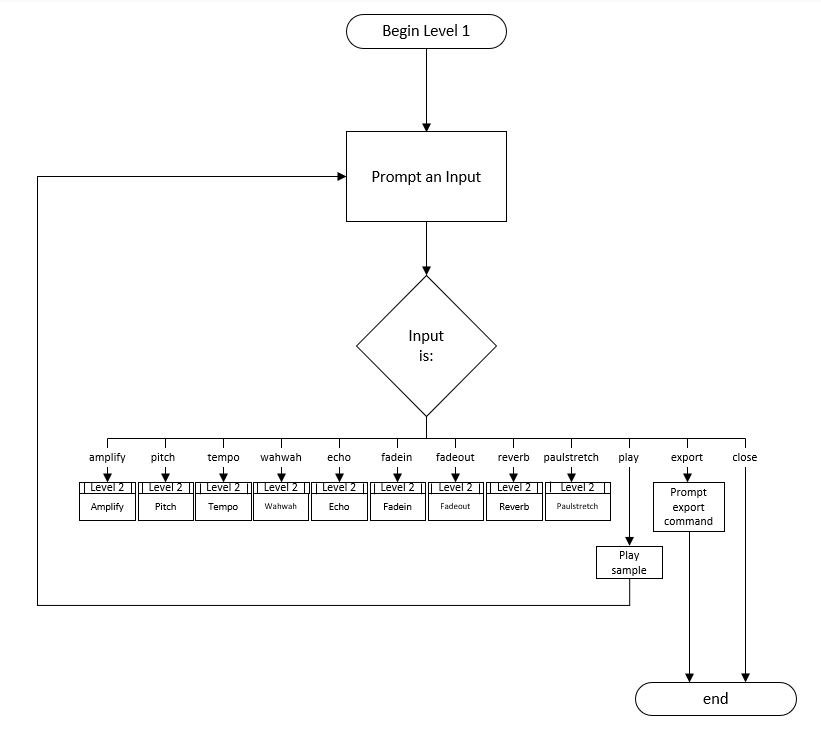 Begin Level 1
Prompt an Input
Input
is:
amplify pitch tempo wahwah echo fadein fadeout reverb paulstretch play export close
Level 2 Level 2 Level 2 Level 2 Level 2 Level 2 Level 2 Level 2 Level 2
Amplify Pitch Tempo Wahwah Echo Fadein Fadeout Reverb Paulstretch
Prompt
export
command
Play
sample
end